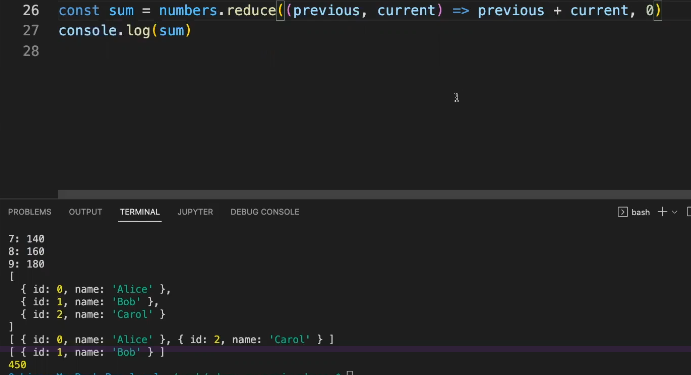 26 const sum = numbers.reduce((previous, current) => previous + current, 0)
27 console.log(sum)
28
PROBLEMS OUTPUT TERMINAL JUPYTER DEBUG CONSOLE bash
7: 140
8: 160
9: 180
[
  { id: 0, name: 'Alice' },
  { id: 1, name: 'Bob' },
  { id: 2, name: 'Carol' }
]
[ { id: 0, name: 'Alice' }, { id: 2, name: 'Carol' } ]
[ { id: 1, name: 'Bob' } ]
450